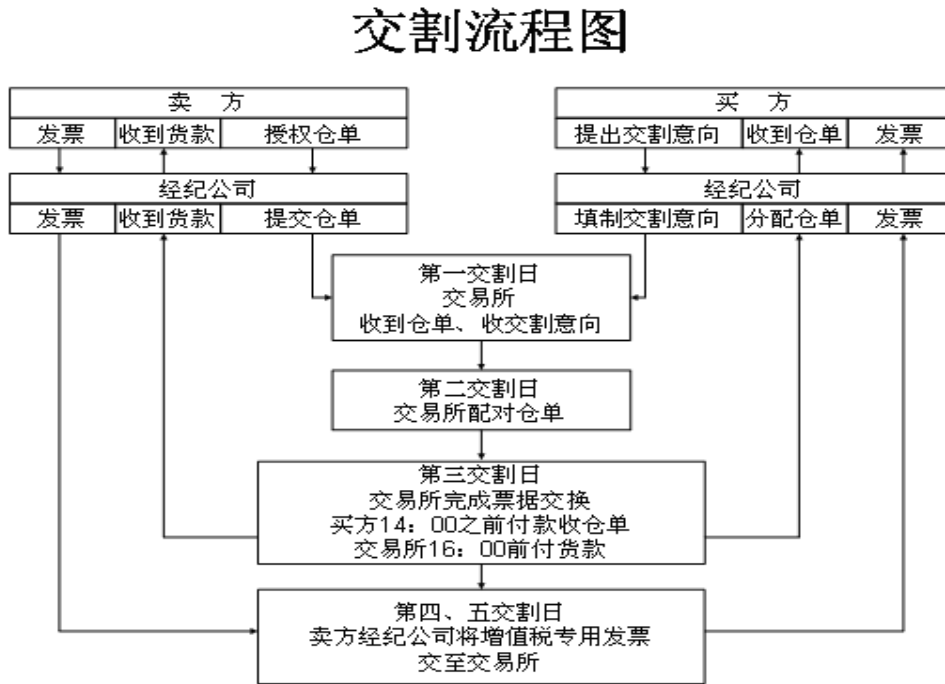 交割流程图
卖 方
买 方
发票 收到货款 授权仓单
提出交割意向 收到仓单 发票
经纪公司
经纪公司
发票 收到货款 提交仓单
填制交割意向 分配仓单 发票
第一交割日
交易所
收到仓单、收交割意向
第二交割日
交易所配对仓单
第三交割日
交易所完成票据交换
买方14：00之前付款收仓单
交易所16：00前付货款
第四、五交割日
卖方经纪公司将增值税专用发票
交至交易所